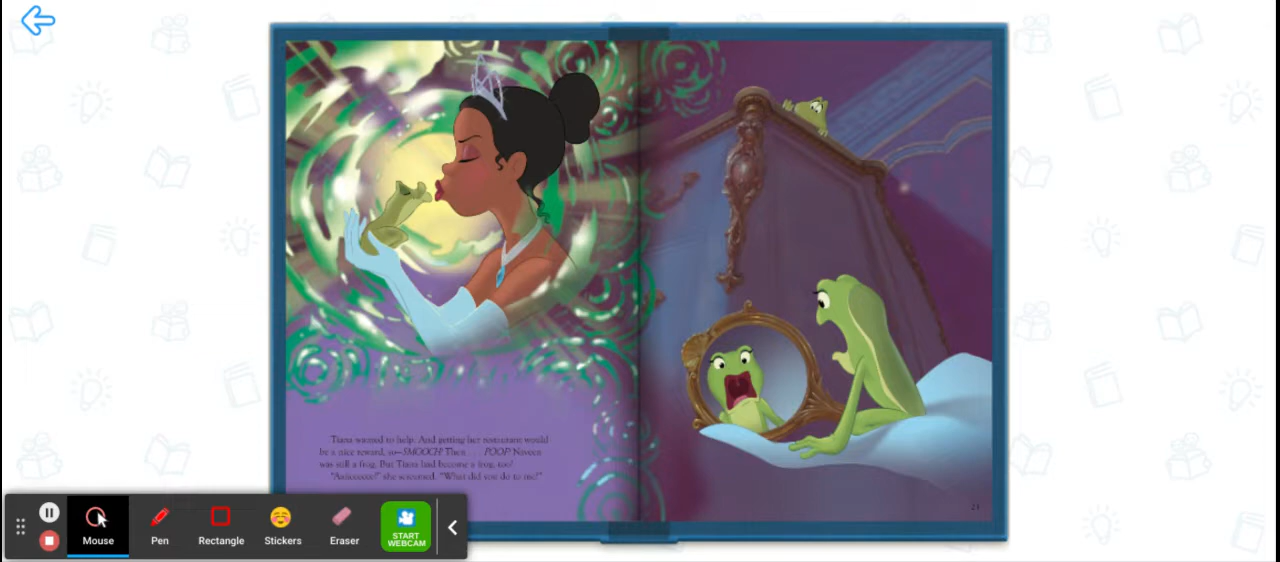 Tiana wanted to help. And getting her restaurant would
be a nice reward, so—SMOOCH! Then . . . POOF! Naveen
was still a frog. But Tiana had become a frog, too!
she screamed. "What did you do to me?"
21
Mouse
Pen
Rectangle
Stickers
Eraser
START
WEBCAM